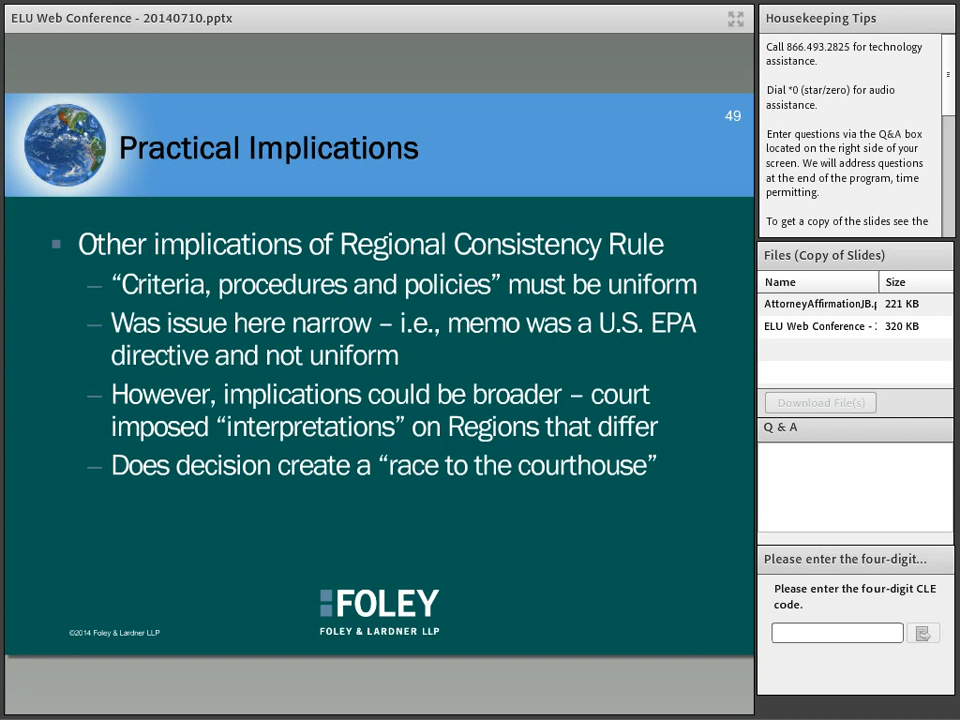 ELU Web Conference - 20140710.pptx
49
Practical Implications
▪ Other implications of Regional Consistency Rule
– “Criteria, procedures and policies” must be uniform
– Was issue here narrow – i.e., memo was a U.S. EPA
directive and not uniform
– However, implications could be broader – court
imposed “interpretations” on Regions that differ
– Does decision create a “race to the courthouse”
FOLEY
FOLEY & LARDNER LLP
©2014 Foley & Lardner LLP
Housekeeping Tips
Call 866.493.2825 for technology
assistance.
Dial *0 (star/zero) for audio
assistance.
Enter questions via the Q&A box
located on the right side of your
screen. We will address questions
at the end of the program, time
permitting.
To get a copy of the slides see the
Files (Copy of Slides)
Name Size
AttorneyAffirmationJB.p 221 KB
ELU Web Conference - 2 320 KB
Download File(s)
Q & A
Please enter the four-digit...
Please enter the four-digit CLE
code.